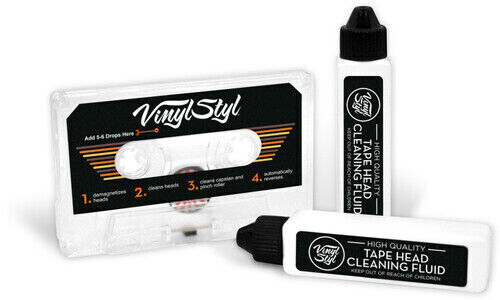 Vinyl Styl
Add 5-6 Drops Here
1. demagnetizes
heads
2. cleans heads
3. cleans capstan and
pinch roller
4. automatically
reverses
Vinyl
Styl
HIGH QUALITY
TAPE HEAD
CLEANING FLUID
KEEP OUT OF REACH OF CHILDREN
Vinyl
Styl
HIGH QUALITY
TAPE HEAD
CLEANING FLUID
KEEP OUT OF REACH OF CHILDREN